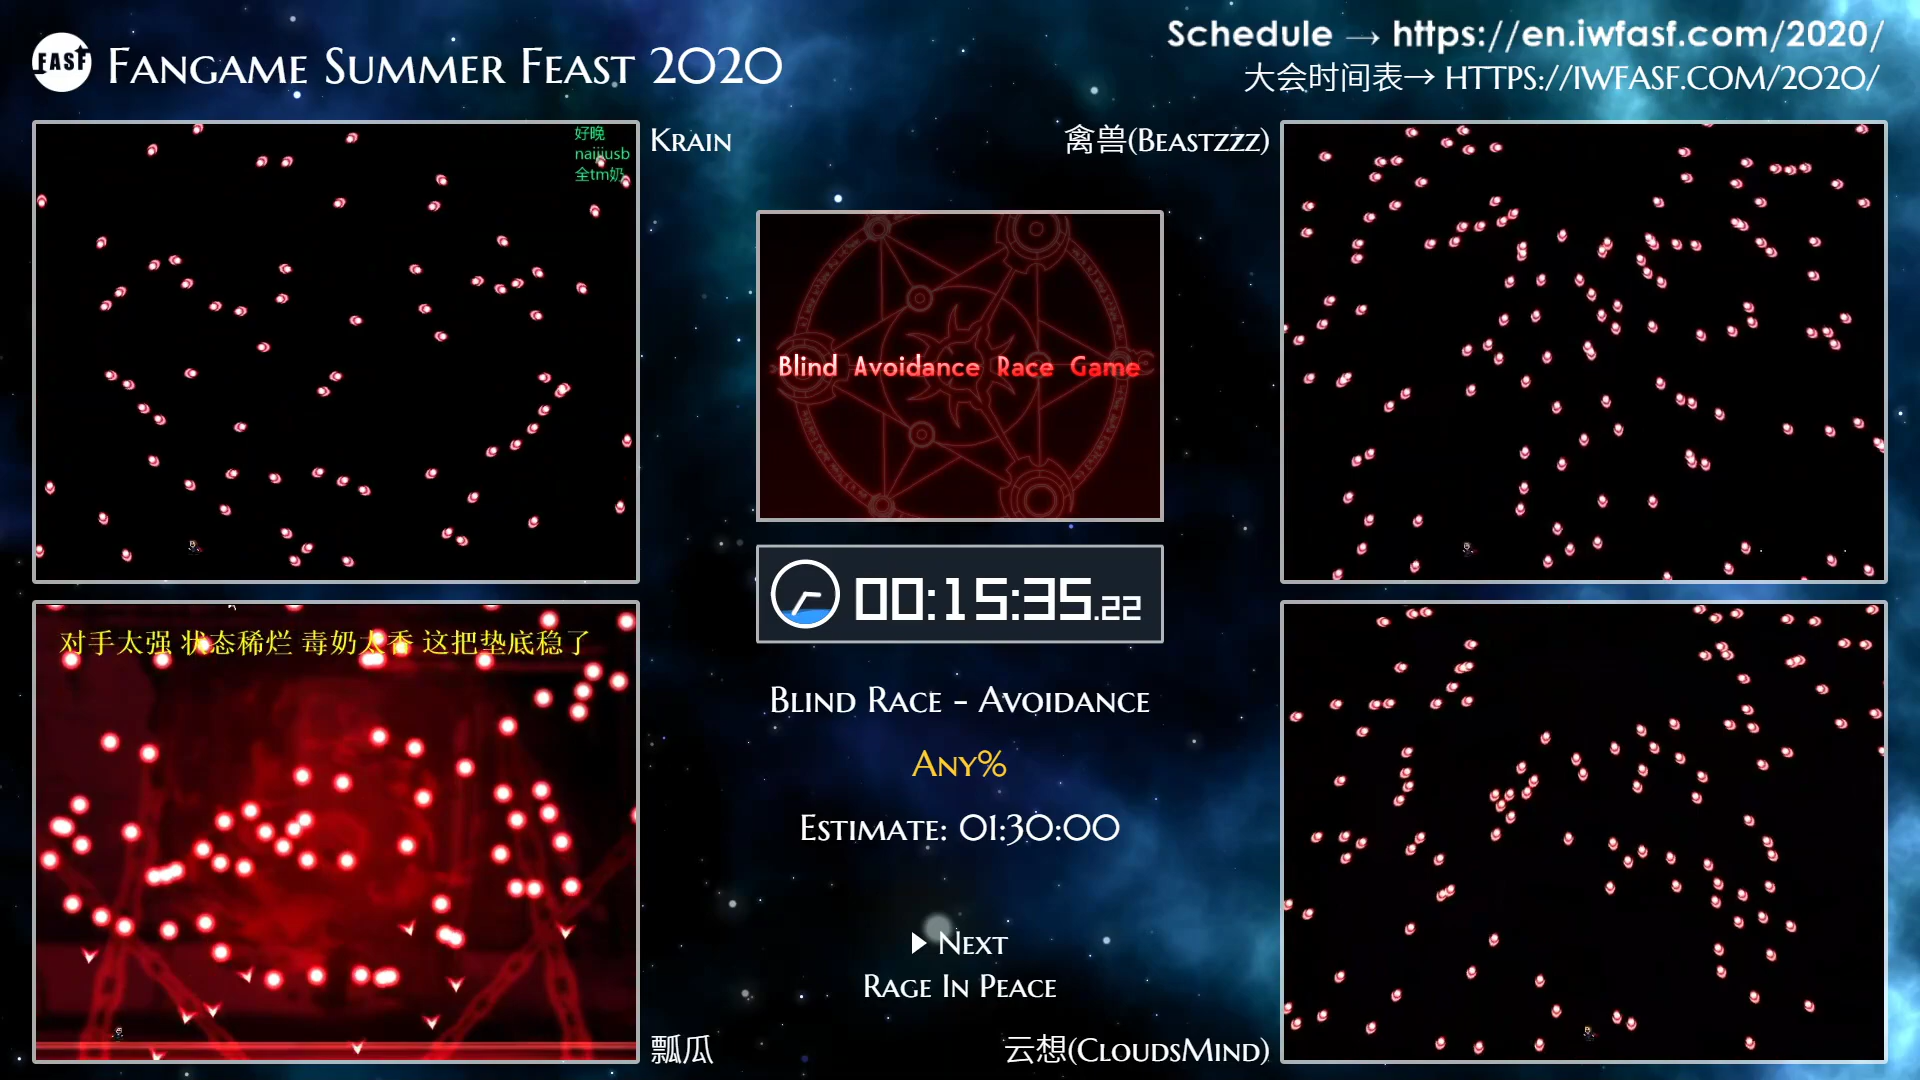 FASF
Fangame Summer Feast 2020
Schedule → https://en.iwfasf.com/2020/
大会时间表→ HTTPS://IWFASF.COM/2020/
好晚
naijiusb
全tm奶
Krain
禽兽(Beastzzz)
Blind Avoidance Race Game
00:15:35.22
对手太强 状态稀烂 毒奶太香 这把垫底稳了
Blind Race - Avoidance
Any%
Estimate: 01:30:00
Next
Rage In Peace
瓢瓜
云想(CloudsMind)